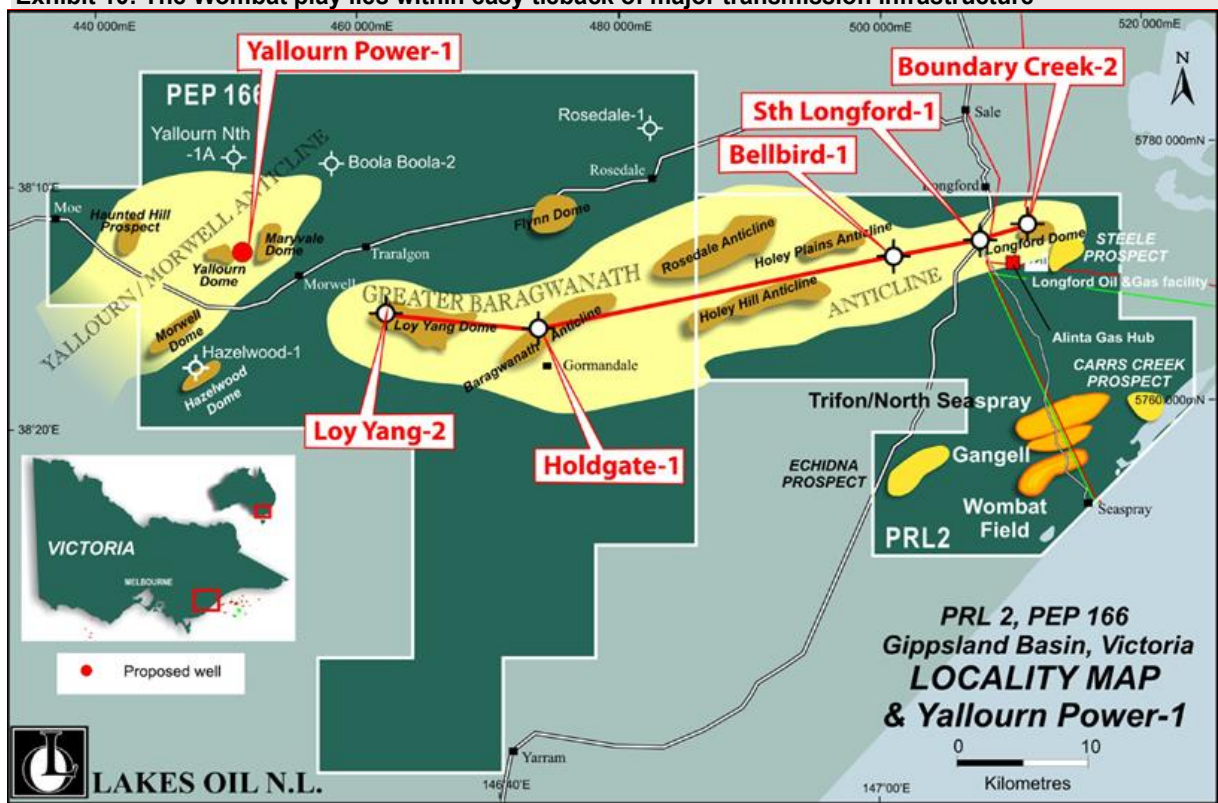 Exhibit 10: The Wombat play lies within easy tieback of major transmission infrastructure
440 000mE
460 000mE
480 000mE
500 000mE
520 000mE
Yallourn Power-1
Boundary Creek-2
N
PEP 166
Sth Longford-1
Sale
Rosedale-1
Yallourn Nth
-1A
Boola Boola-2
Bellbird-1
5780 000mN
38°10'
Rosedale
Longford
Moe
YALLOURN/ MORWELL ANTICLINE
Haunted Hill
Prospect
Flynn Dome
Maryvale
Dome
Yallourn
Dome
Traralgon
Rosedale Anticline
Holey Plains Anticline
Longford Dome
STEELE
PROSPECT
Morwell
Longford Oil &Gas facility
GREATER BARAGWANATH
ANTICLINE
Holey Hill Anticline
Loy Yang Dome
Baragwanath Anticline
Morwell
Dome
Alinta Gas Hub
Hazelwood-1
Hazelwood
Dome
Gormandale
CARRS CREEK
PROSPECT
Trifon/North Seaspray
5760 000mN
38°20'
Loy Yang-2
Holdgate-1
ECHIDNA
PROSPECT
Gangell
Wombat
Field
Seaspray
PRL2
VICTORIA
MELBOURNE
Proposed well
PRL 2, PEP 166
Gippsland Basin, Victoria
LOCALITY MAP
& Yallourn Power-1
0 10
Kilometres
Yarram
LAKES OIL N.L.
146°40'E
147°00'E